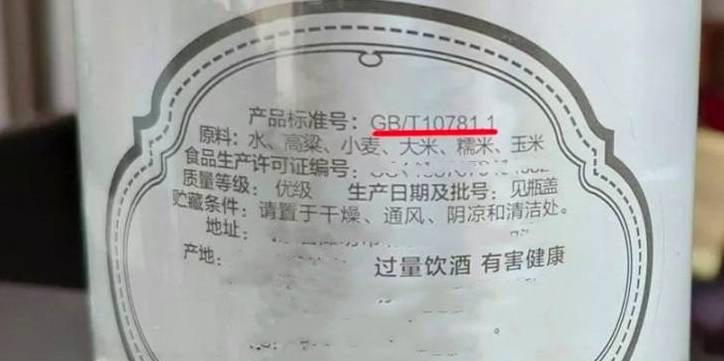 产品标准号：GB/T10781.1
原料：水、高粱、小麦、大米、糯米、玉米
食品生产许可证编号：
质量等级：优级 生产日期及批号：见瓶盖
贮藏条件：请置于干燥、通风、阴凉和清洁处。
地址：
产地：
过量饮酒 有害健康